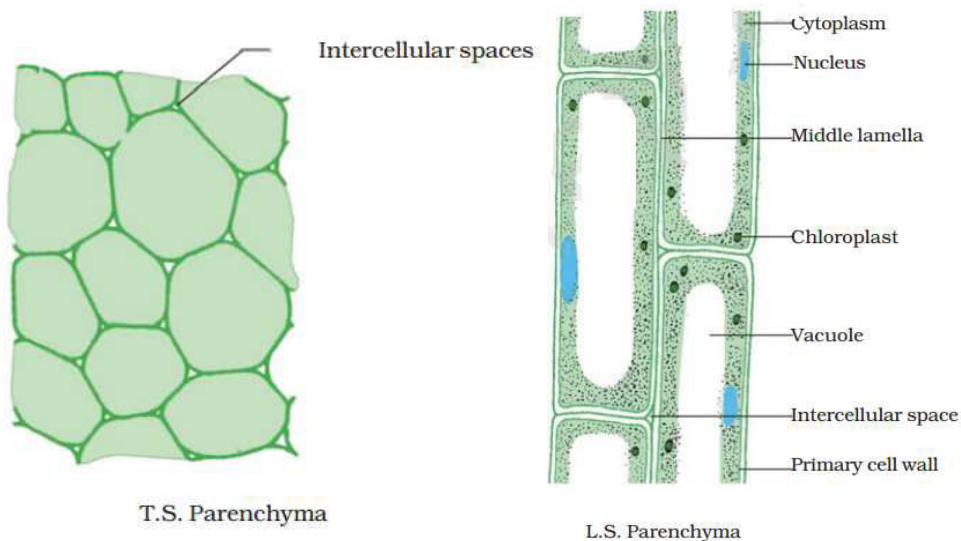 Intercellular spaces
T.S. Parenchyma
Cytoplasm
Nucleus
Middle lamella
Chloroplast
Vacuole
Intercellular space
Primary cell wall
L.S. Parenchyma